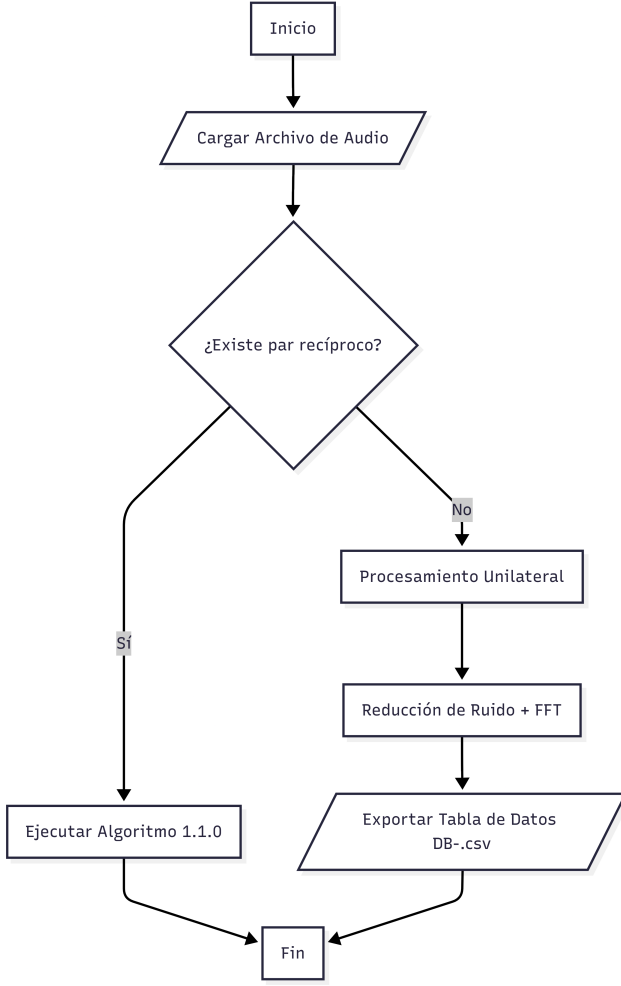 Inicio
Cargar Archivo de Audio
¿Existe par recíproco?
No
Procesamiento Unilateral
Sí
Reducción de Ruido + FFT
Exportar Tabla de Datos
DB-.csv
Ejecutar Algoritmo 1.1.0
Fin